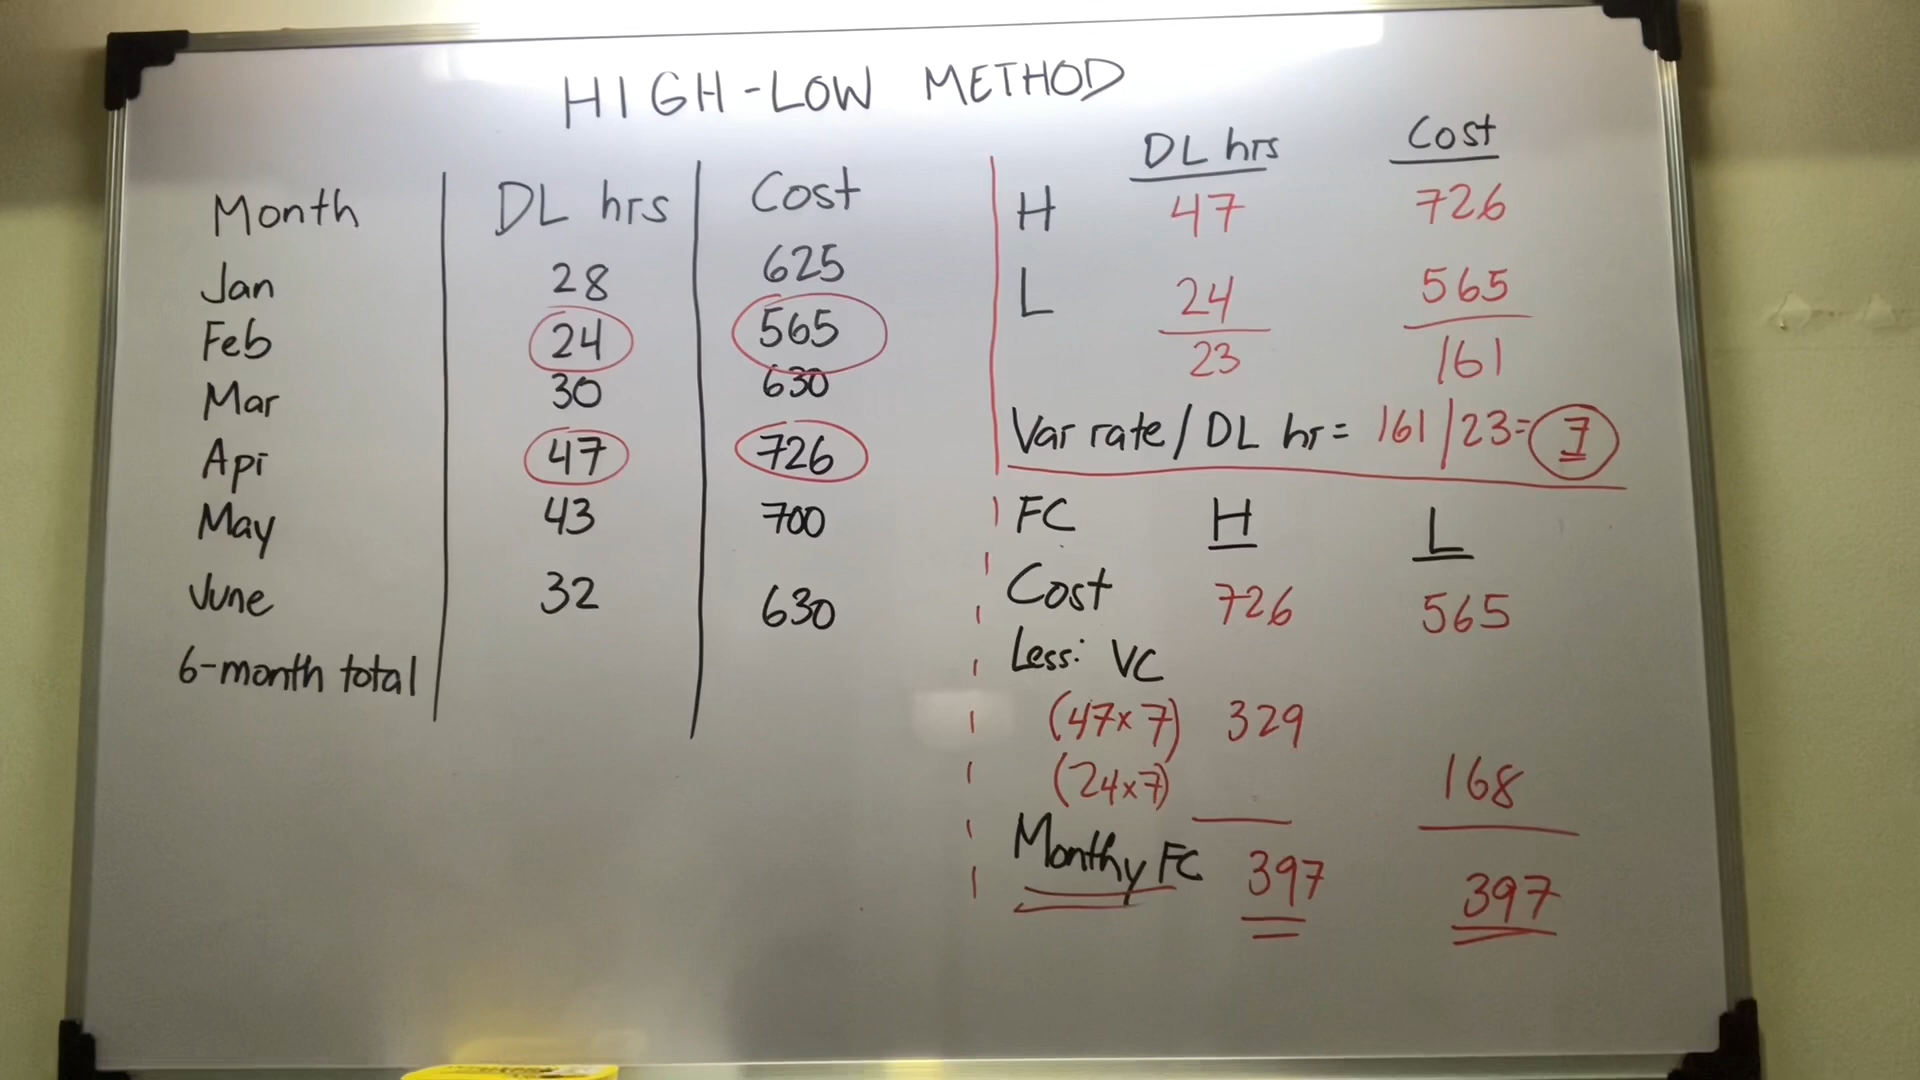 HIGH-LOW METHOD
Month DL hrs Cost
Jan 28 625
Feb 24 565
Mar 30 630
Api 47 726
May 43 700
June 32 630
6-month total
DL hrs Cost
H 47 726
L 24 565
23 161
Var rate / DL hr = 161/23= 7
FC H L
Cost 726 565
Less: VC
(47x7) 329
(24x7) 168
Monthy FC 397 397